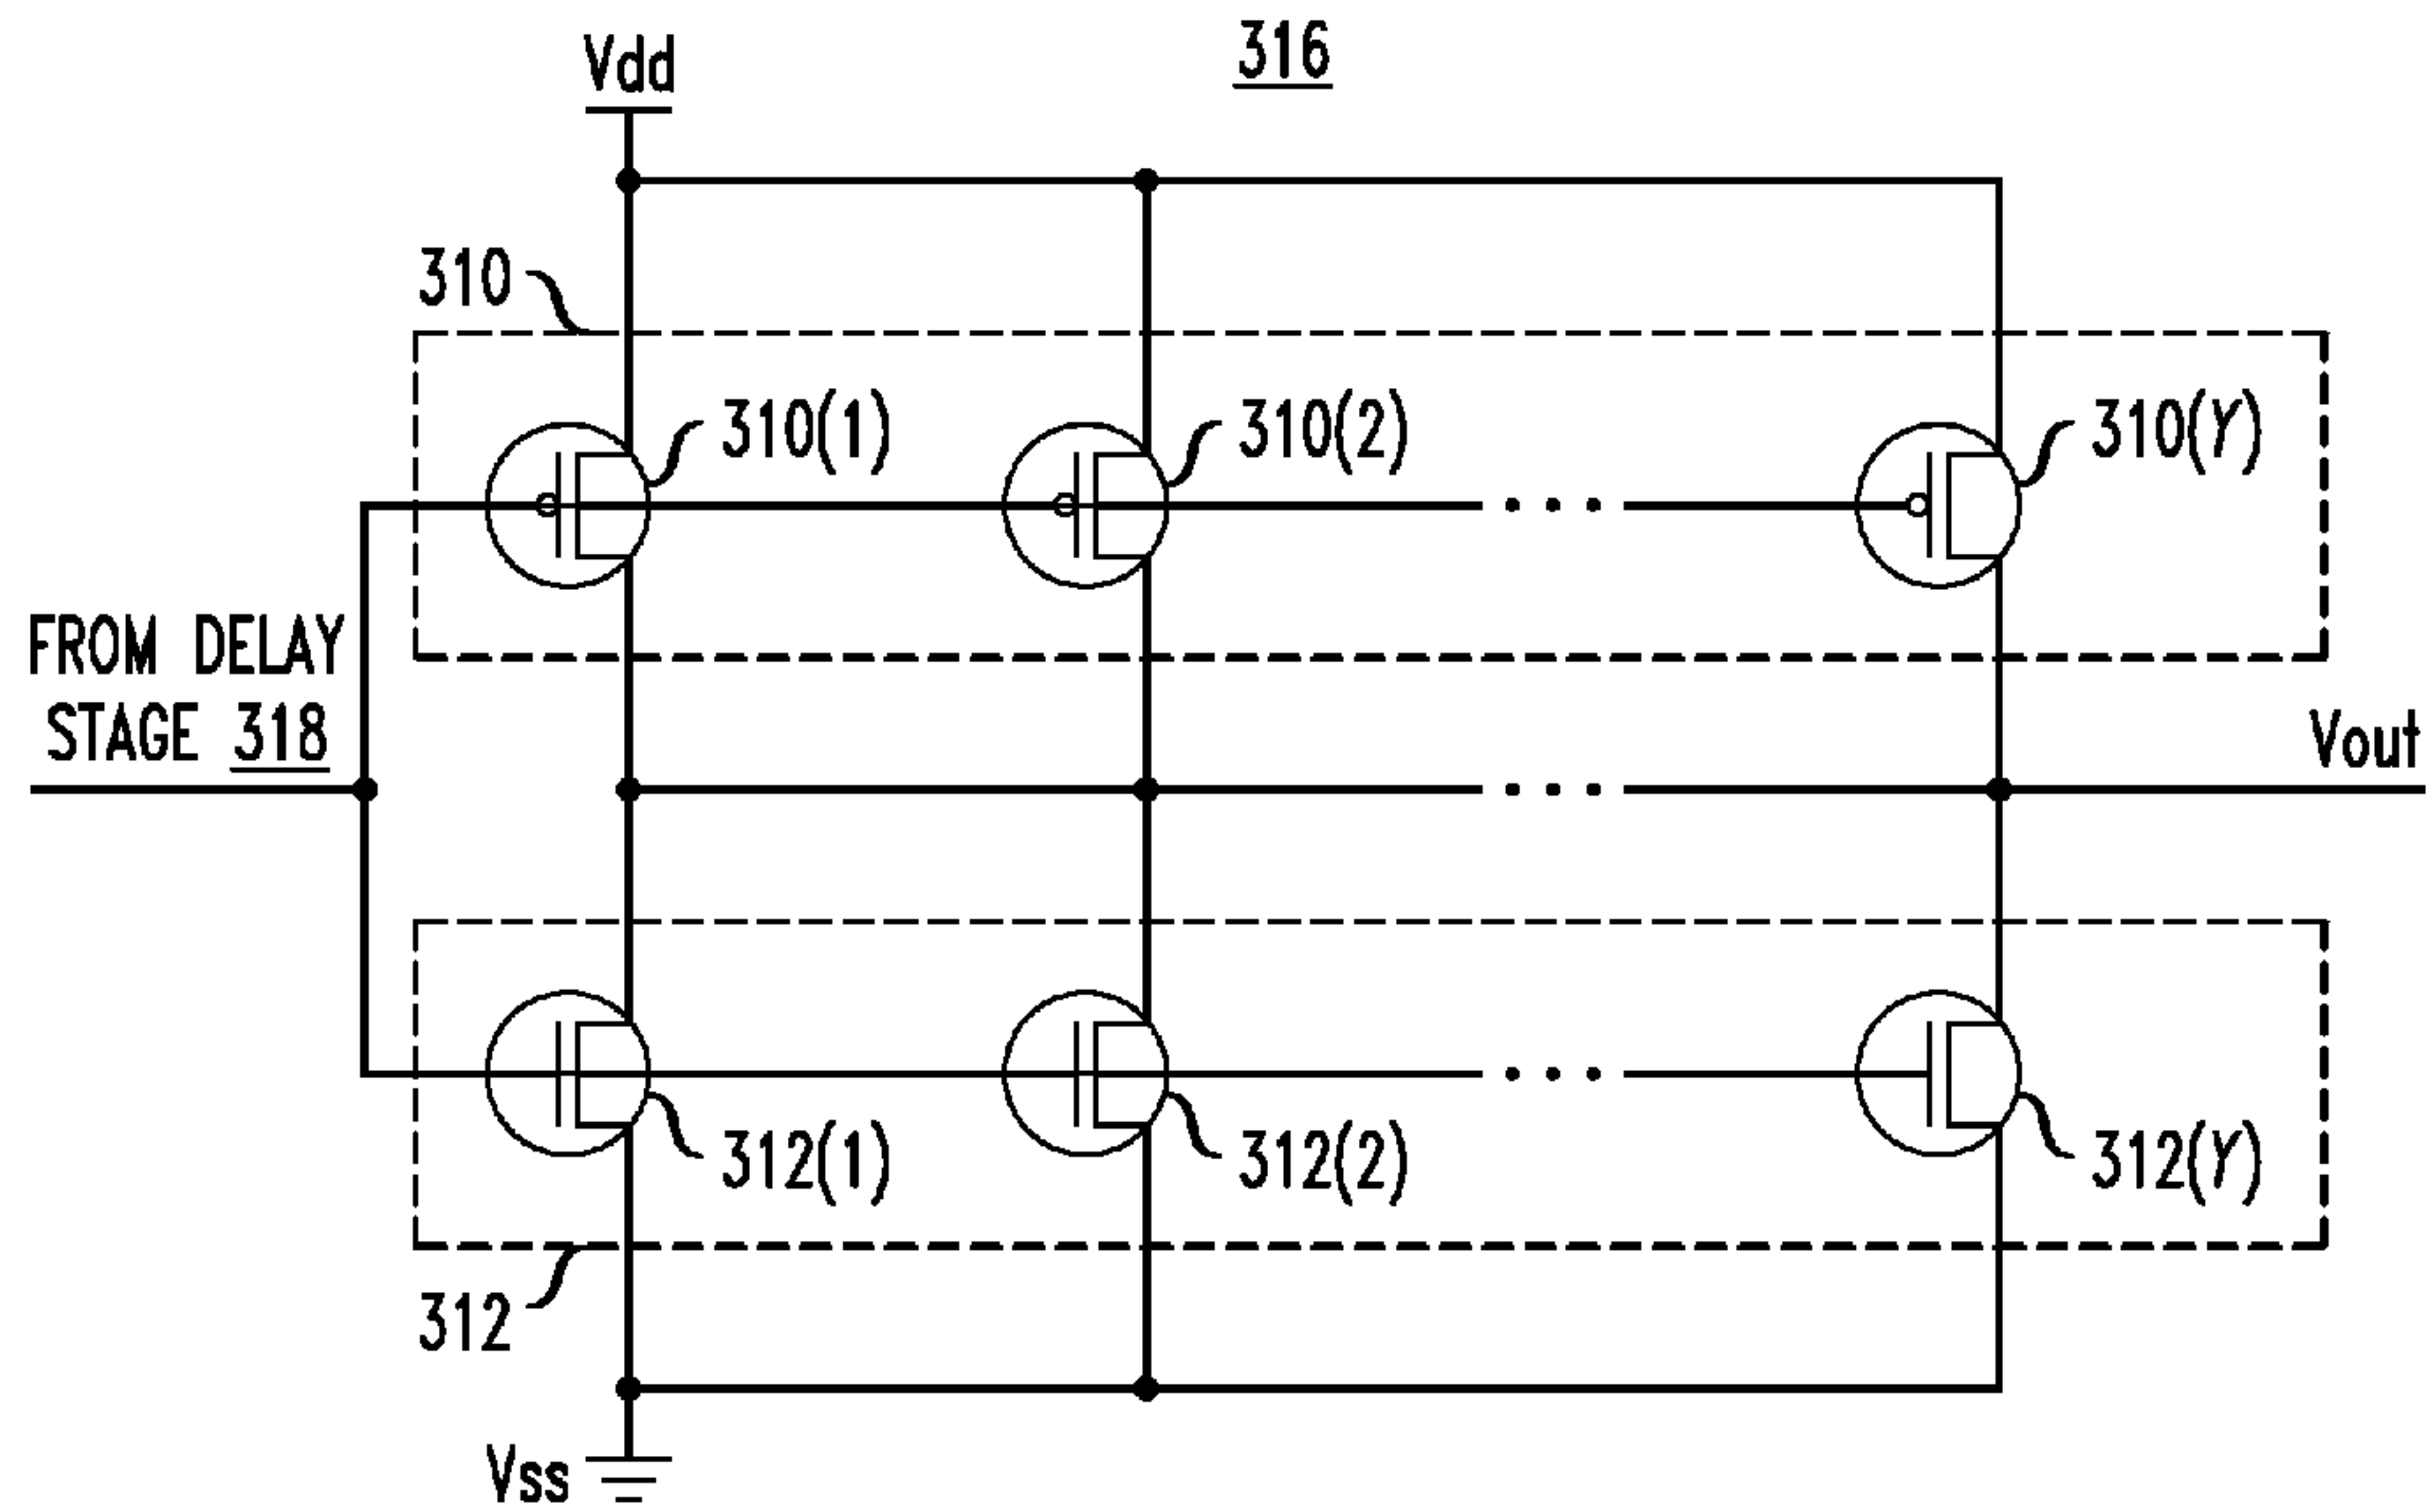 316
Vdd
310
310(1)
310(2)
310(Y)
FROM DELAY
STAGE 318
Vout
312(1)
312(2)
312(Y)
312
Vss